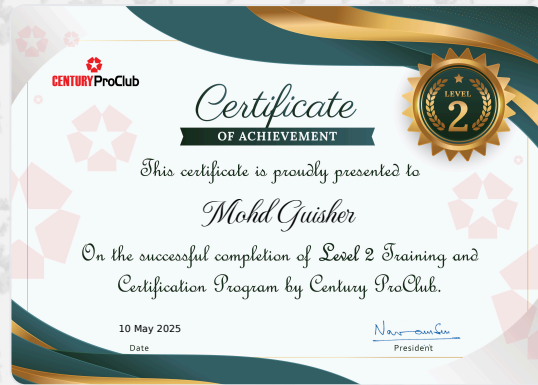 CENTURY ProClub
Certificate
OF ACHIEVEMENT
LEVEL
2
This certificate is proudly presented to
Mohd Guisher
On the successful completion of Level 2 Training and
Certification Program by Century ProClub.
10 May 2025
Date
President